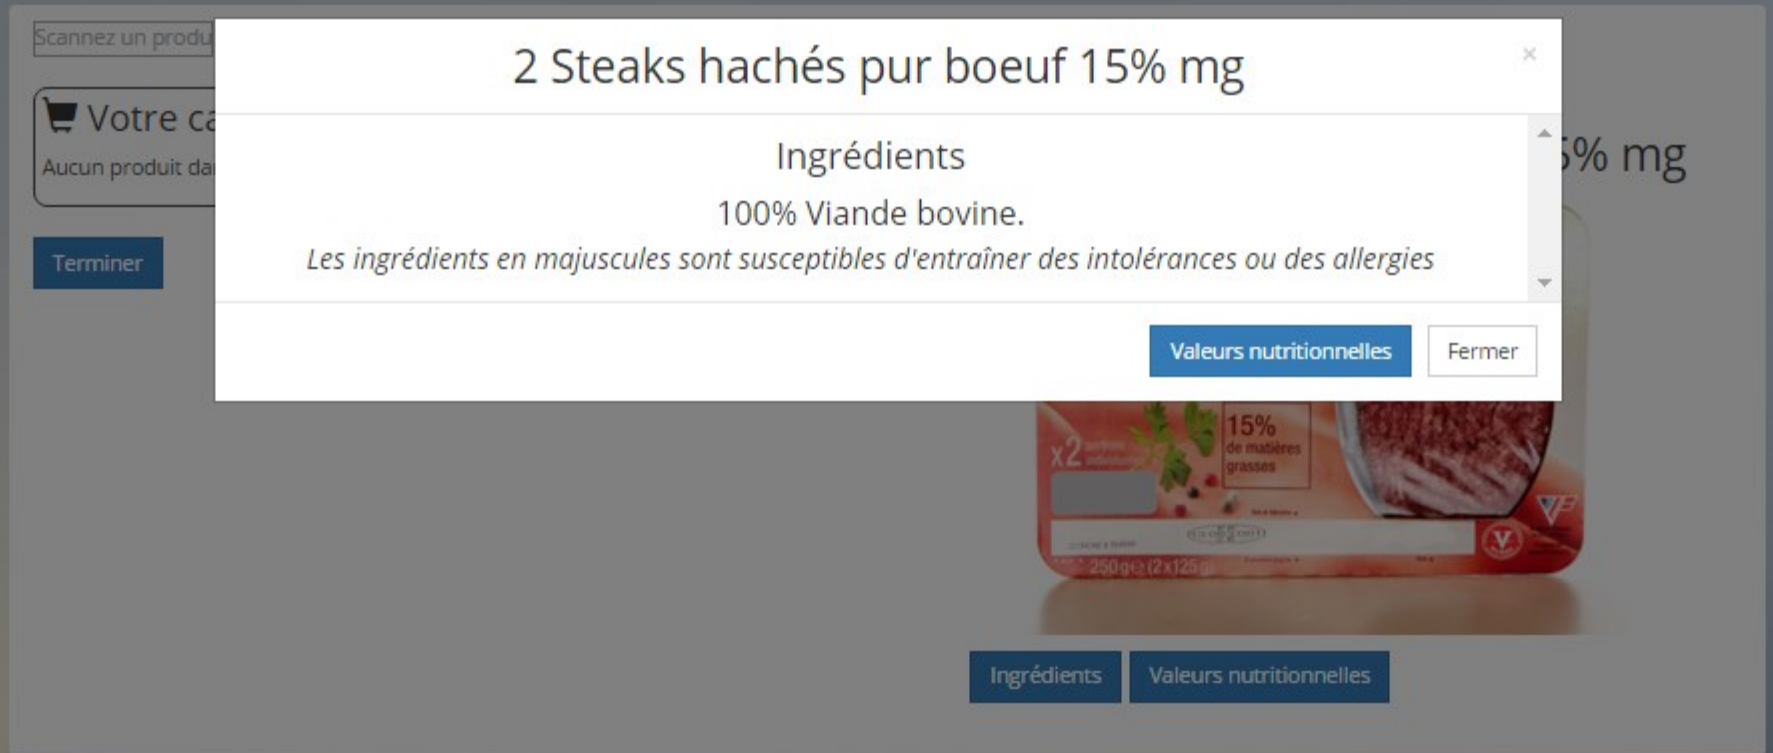 Scannez un produ
2 Steaks hachés pur boeuf 15% mg
×
Votre ca
Aucun produit da
Terminer
Ingrédients
100% Viande bovine.
Les ingrédients en majuscules sont susceptibles d'entraîner des intolérances ou des allergies
5% mg
Valeurs nutritionnelles
Fermer
x2
15%
de matières
grasses
250g e (2x125g)
Ingrédients
Valeurs nutritionnelles